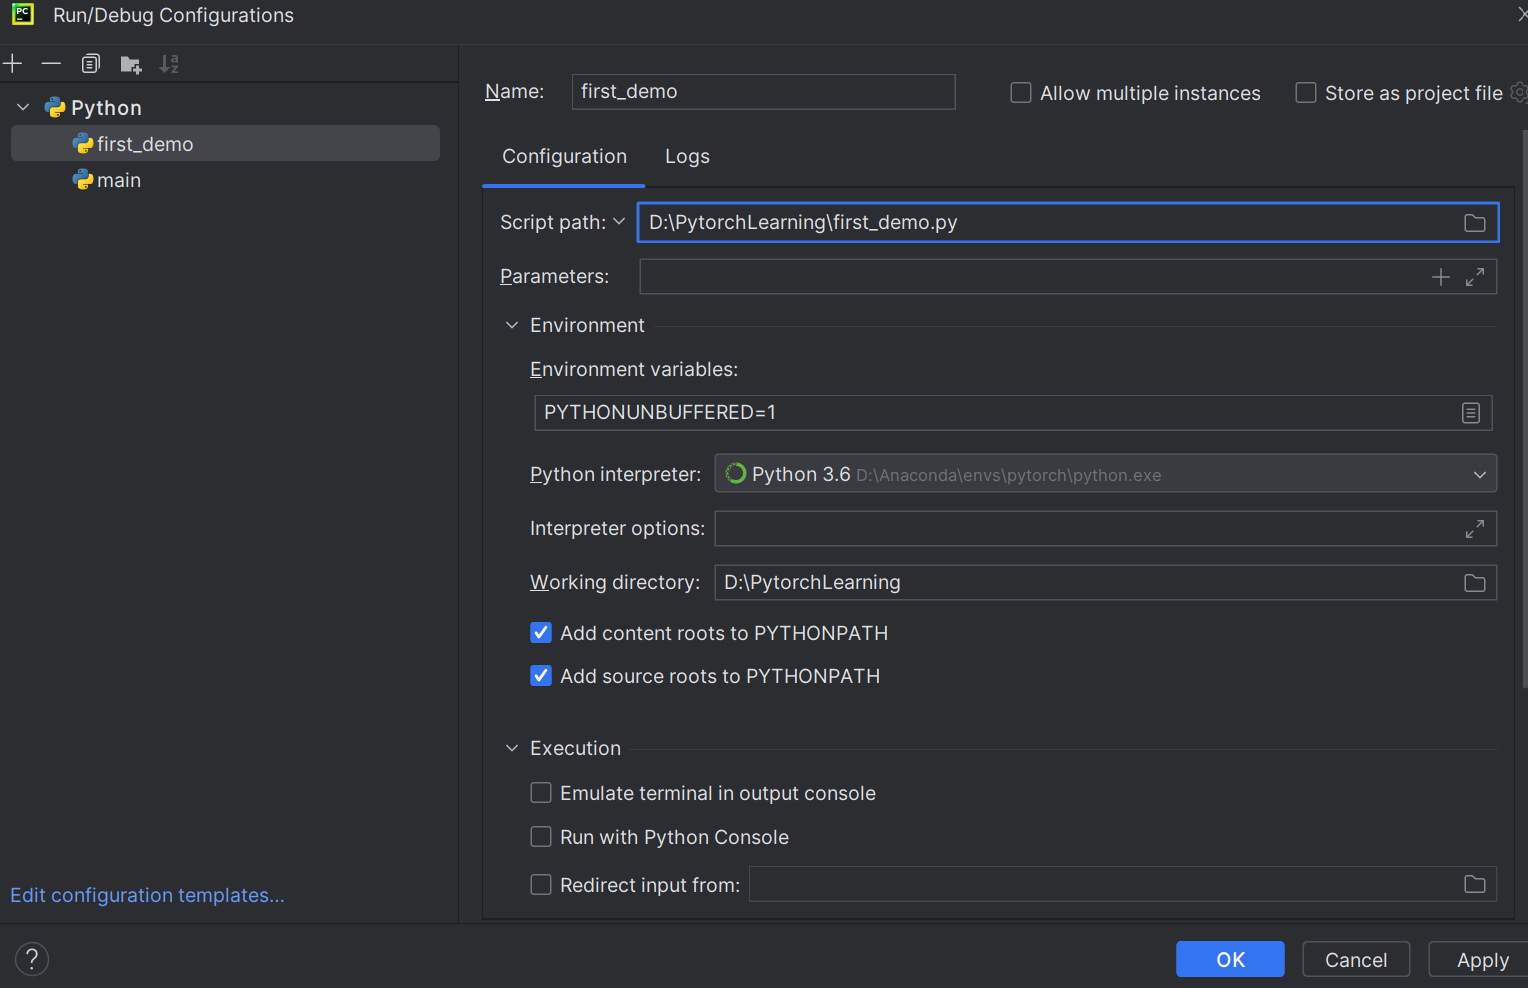 PC
Run/Debug Configurations
Python
first_demo
main
Edit configuration templates...
Name: first_demo Allow multiple instances Store as project file
Configuration Logs
Script path: D:\PytorchLearning\first_demo.py
Parameters:
Environment
Environment variables:
PYTHONUNBUFFERED=1
Python interpreter: Python 3.6 D:\Anaconda\envs\pytorch\python.exe
Interpreter options:
Working directory: D:\PytorchLearning
Add content roots to PYTHONPATH
Add source roots to PYTHONPATH
Execution
Emulate terminal in output console
Run with Python Console
Redirect input from:
? OK Cancel Apply